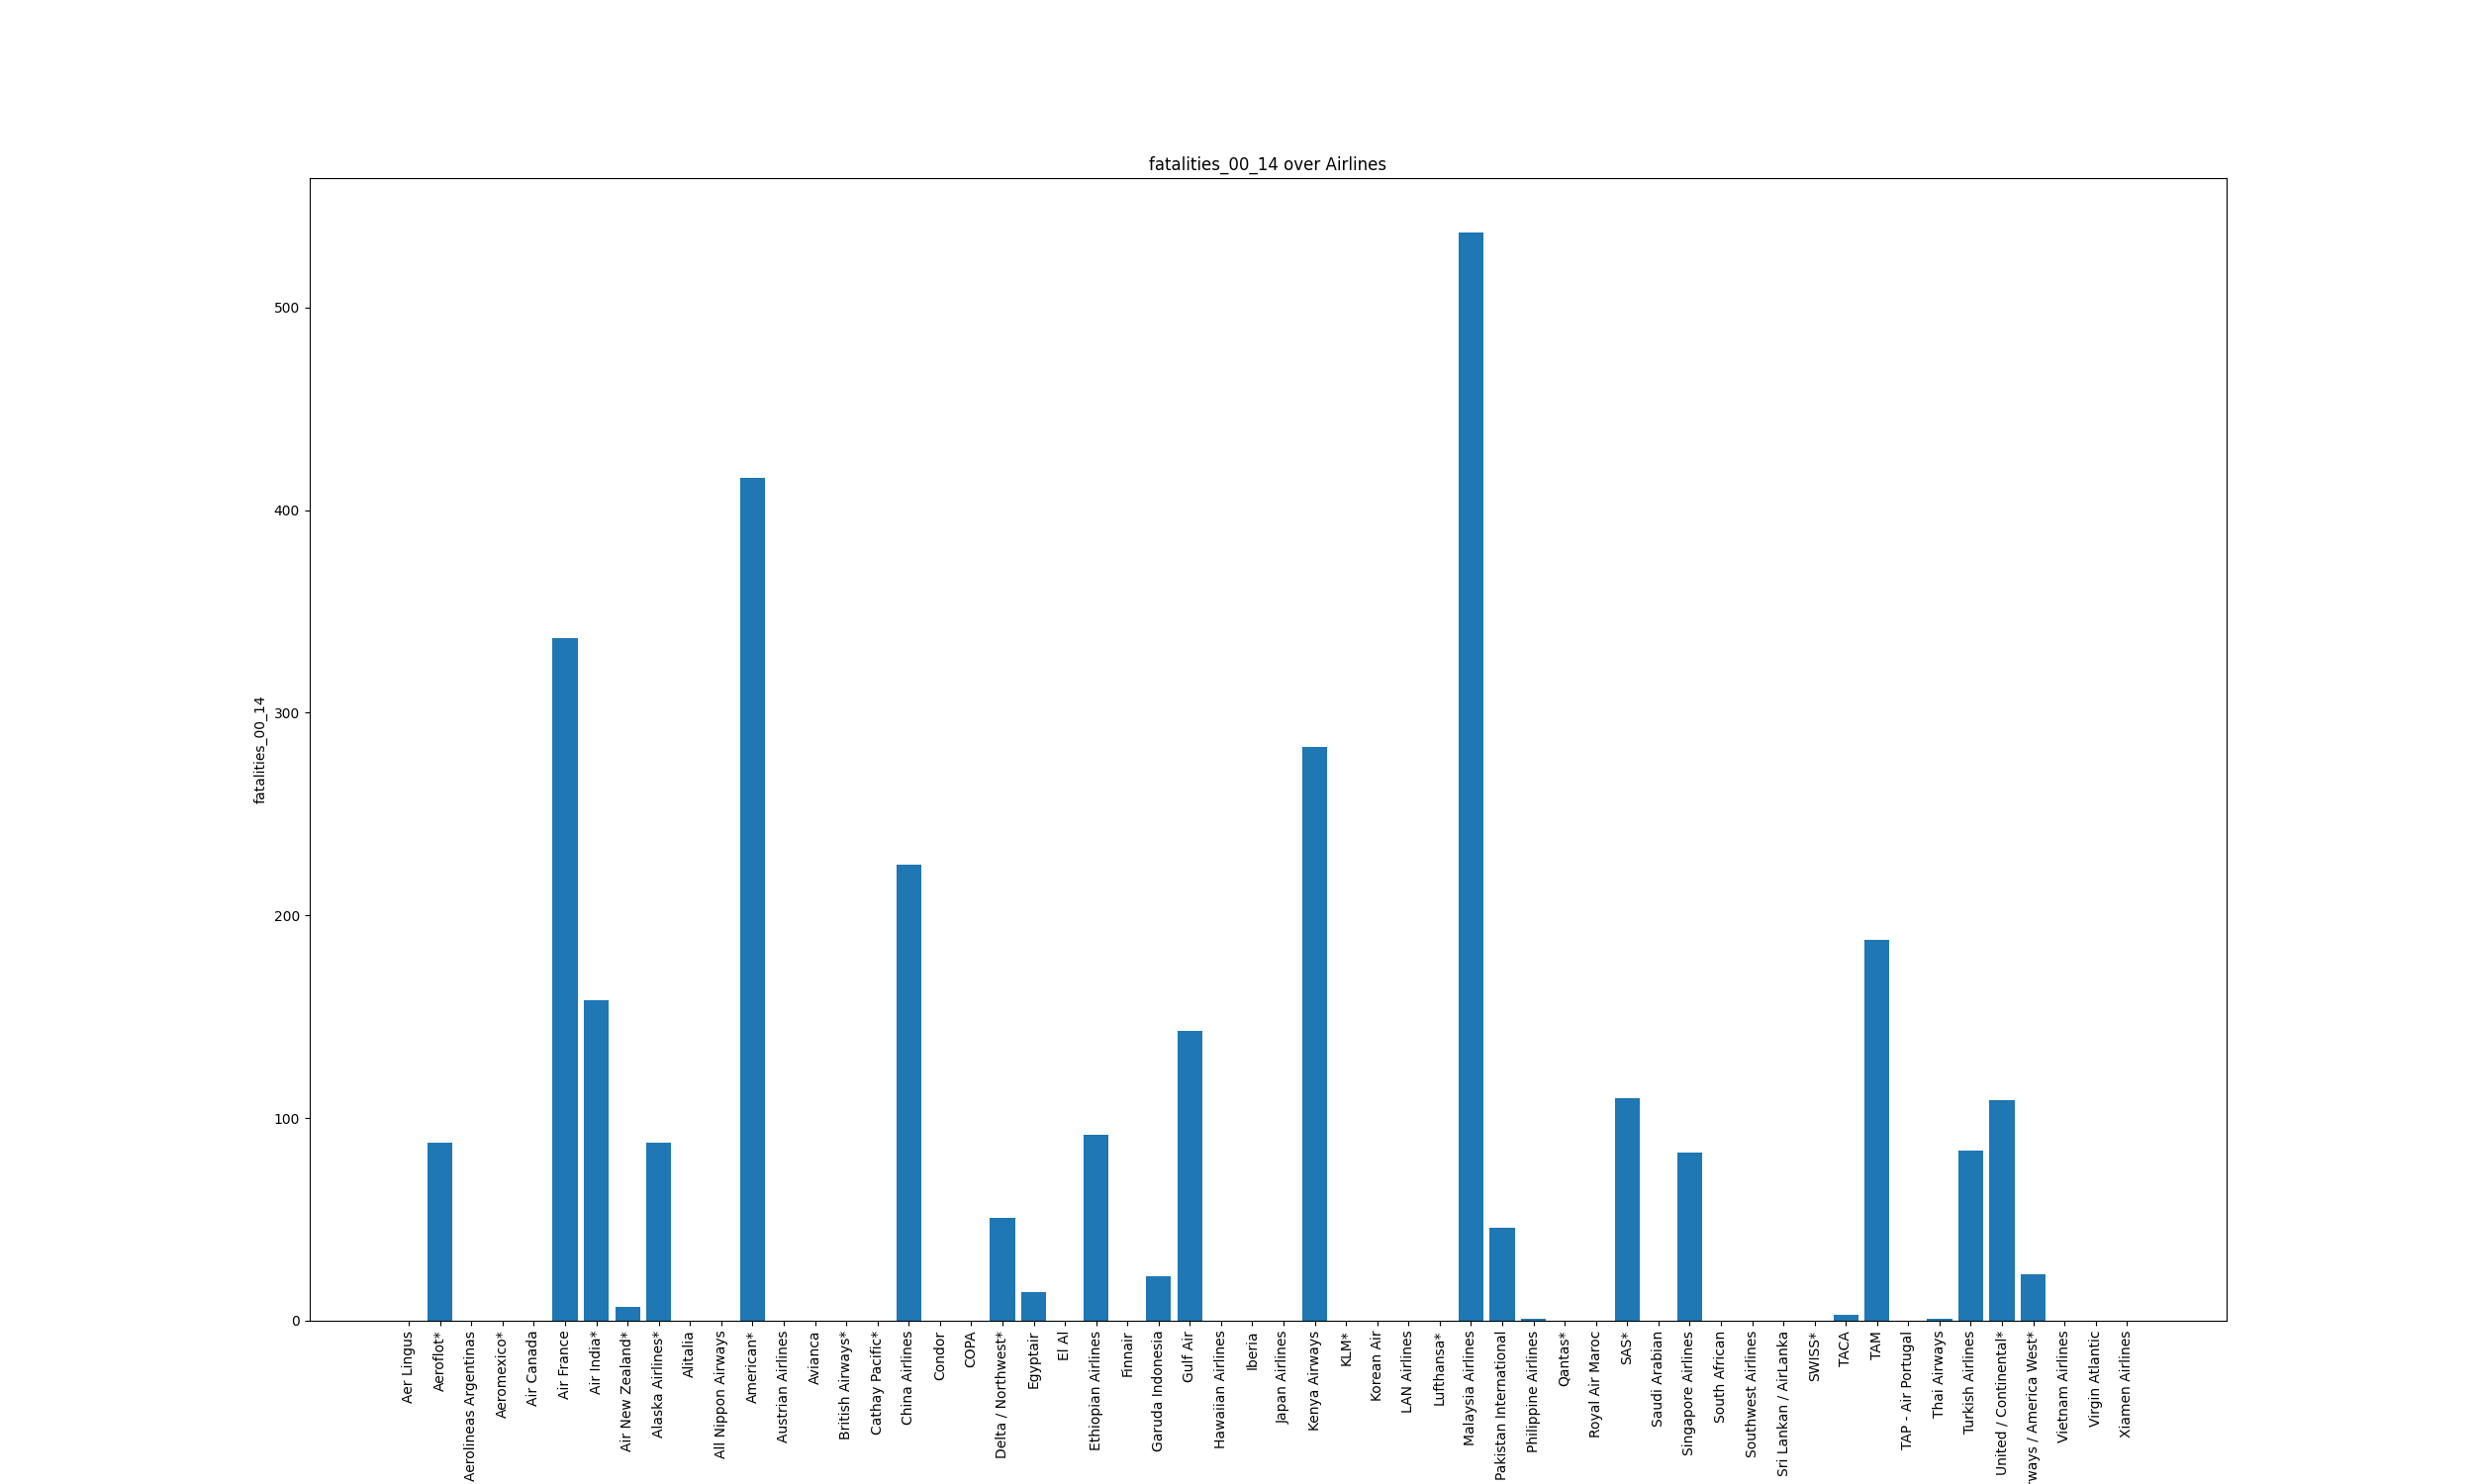 fatalities_00_14 over Airlines
fatalities_00_14
500
400
300
200
100
0
Aer Lingus
Aeroflot*
Aerolineas Argentinas
Aeromexico*
Air Canada
Air France
Air India*
Air New Zealand*
Alaska Airlines*
Alitalia
All Nippon Airways
American*
Austrian Airlines
Avianca
British Airways*
Cathay Pacific*
China Airlines
Condor
COPA
Delta / Northwest*
Egyptair
El Al
Ethiopian Airlines
Finnair
Garuda Indonesia
Gulf Air
Hawaiian Airlines
Iberia
Japan Airlines
Kenya Airways
KLM*
Korean Air
LAN Airlines
Lufthansa*
Malaysia Airlines
Pakistan International
Philippine Airlines
Qantas*
Royal Air Maroc
SAS*
Saudi Arabian
Singapore Airlines
South African
Southwest Airlines
Sri Lankan / AirLanka
SWISS*
TACA
TAM
TAP - Air Portugal
Thai Airways
Turkish Airlines
United / Continental*
/ America West*
Vietnam Airlines
Virgin Atlantic
Xiamen Airlines